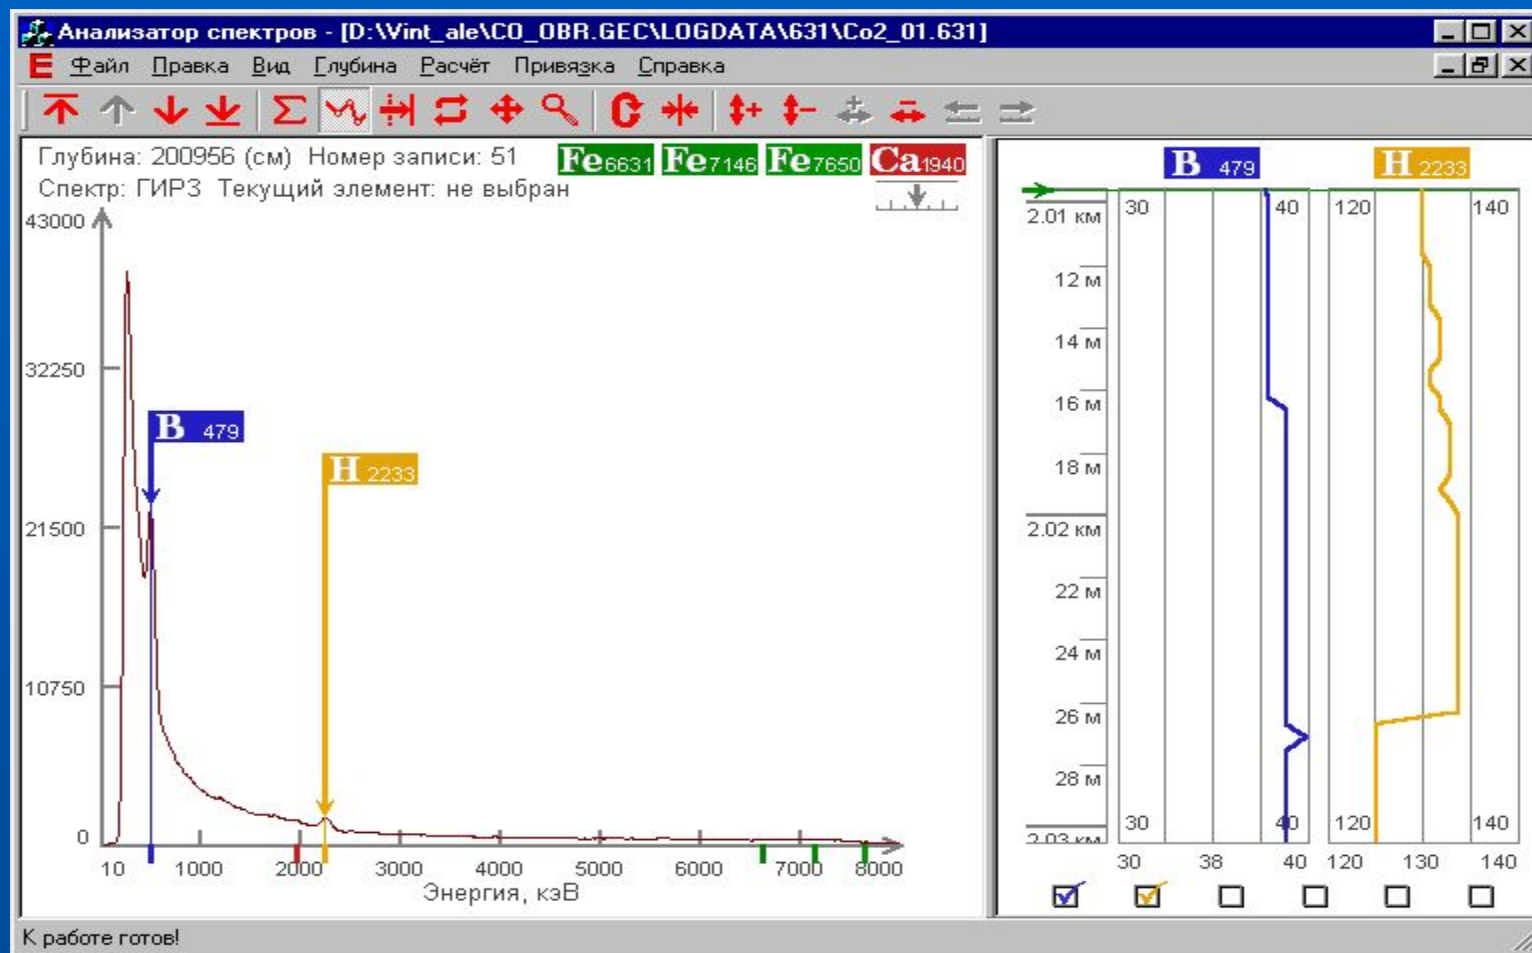 Анализатор спектров - [D:\Vint_ale\CO_OBR.GEC\LOGDATA\631\Co2_01.631]
E Файл Правка Вид Глубина Расчёт Привязка Справка
Глубина: 200956 (см) Номер записи: 51 Fe6631 Fe7146 Fe7650 Ca1940
Спектр: ГИРЗ Текущий элемент: не выбран
43000
32250
21500
10750
0
B 479
H 2233
10 1000 2000 3000 4000 5000 6000 7000 8000
Энергия, кэВ
B 479 H 2233
2.01 км 30 40 120 140
12 м
14 м
16 м
18 м
2.02 км
22 м
24 м
26 м
28 м
30 40 120 140
2.03 км
30 38 40 120 130 140
К работе готов!